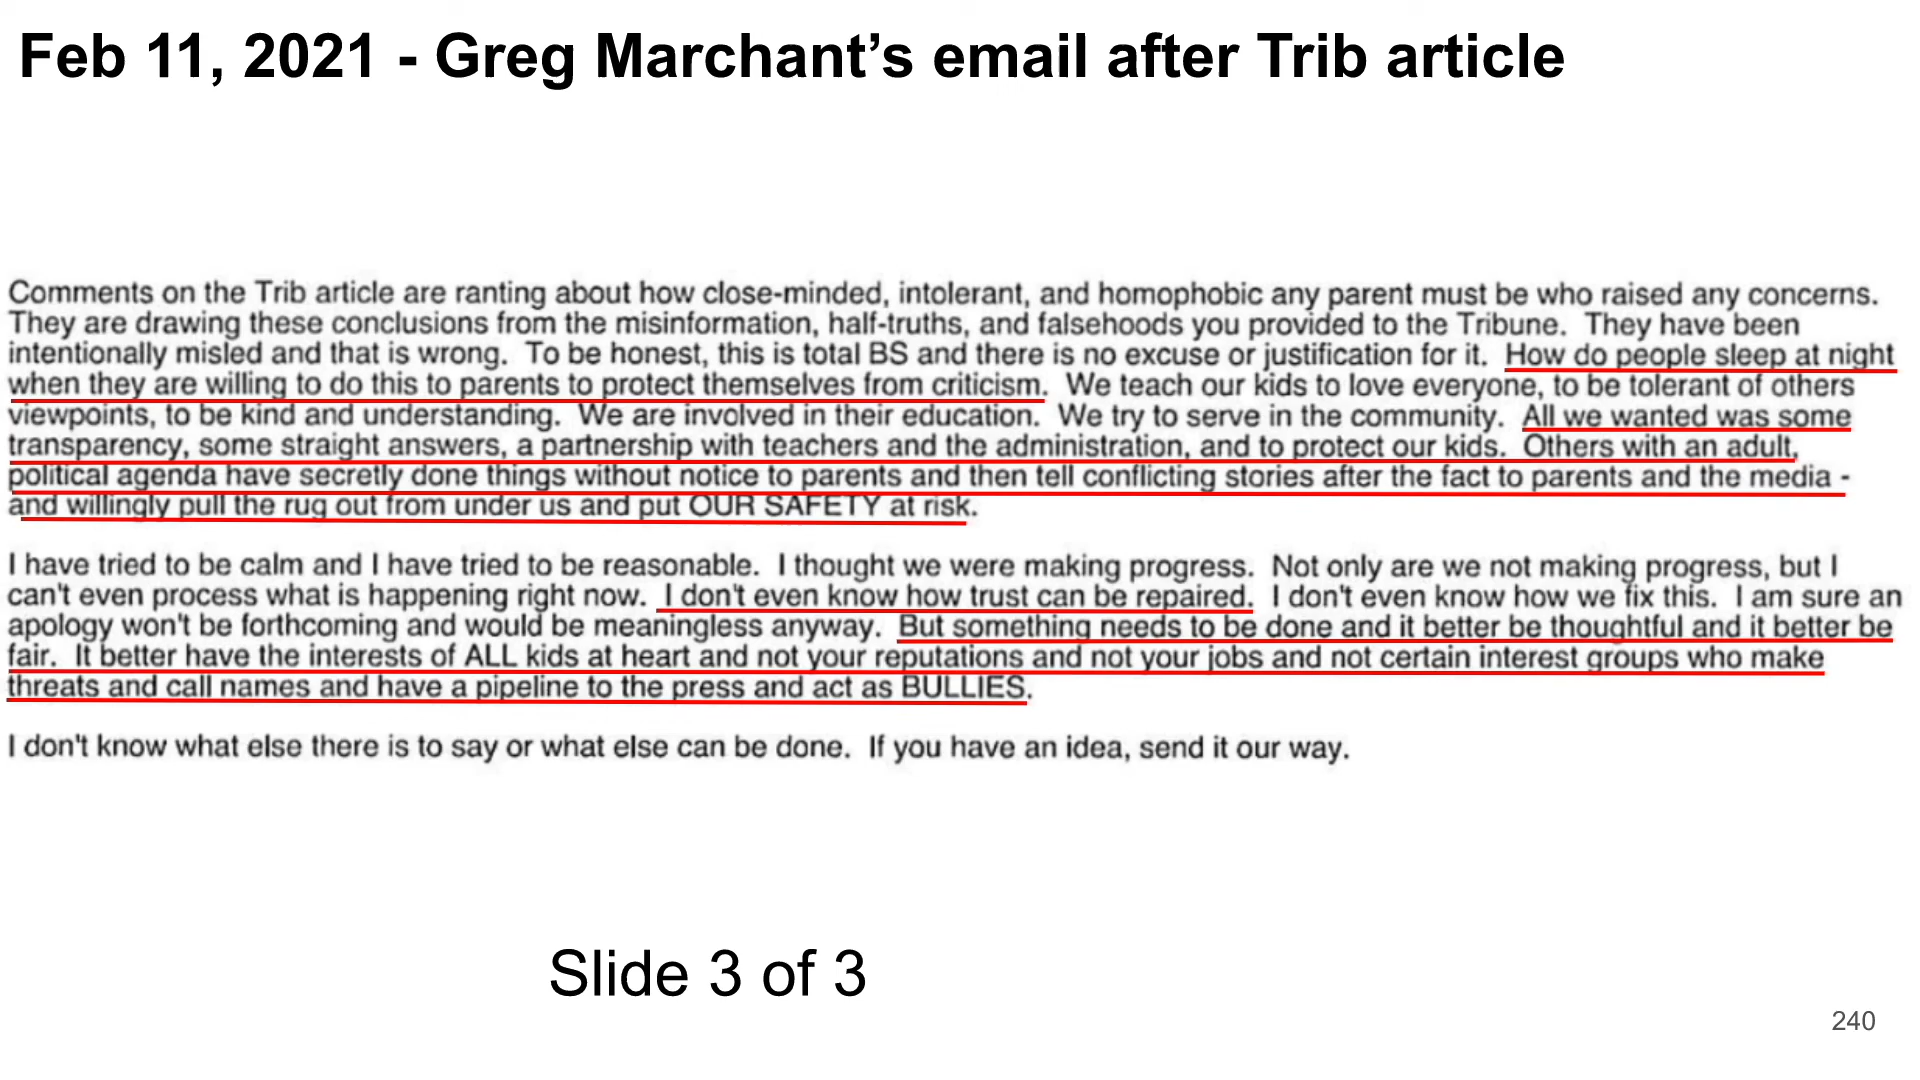 Feb 11, 2021 - Greg Marchant’s email after Trib article
Comments on the Trib article are ranting about how close-minded, intolerant, and homophobic any parent must be who raised any concerns.
They are drawing these conclusions from the misinformation, half-truths, and falsehoods you provided to the Tribune.  They have been
intentionally misled and that is wrong.  To be honest, this is total BS and there is no excuse or justification for it.  How do people sleep at night
when they are willing to do this to parents to protect themselves from criticism.  We teach our kids to love everyone, to be tolerant of others
viewpoints, to be kind and understanding.  We are involved in their education.  We try to serve in the community.  All we wanted was some
transparency, some straight answers, a partnership with teachers and the administration, and to protect our kids.  Others with an adult,
political agenda have secretly done things without notice to parents and then tell conflicting stories after the fact to parents and the media -
and willingly pull the rug out from under us and put OUR SAFETY at risk.
I have tried to be calm and I have tried to be reasonable.  I thought we were making progress.  Not only are we not making progress, but I
can't even process what is happening right now.  I don't even know how trust can be repaired.  I don't even know how we fix this.  I am sure an
apology won't be forthcoming and would be meaningless anyway.  But something needs to be done and it better be thoughtful and it better be
fair.  It better have the interests of ALL kids at heart and not your reputations and not your jobs and not certain interest groups who make
threats and call names and have a pipeline to the press and act as BULLIES.
I don't know what else there is to say or what else can be done.  If you have an idea, send it our way.
Slide 3 of 3
240